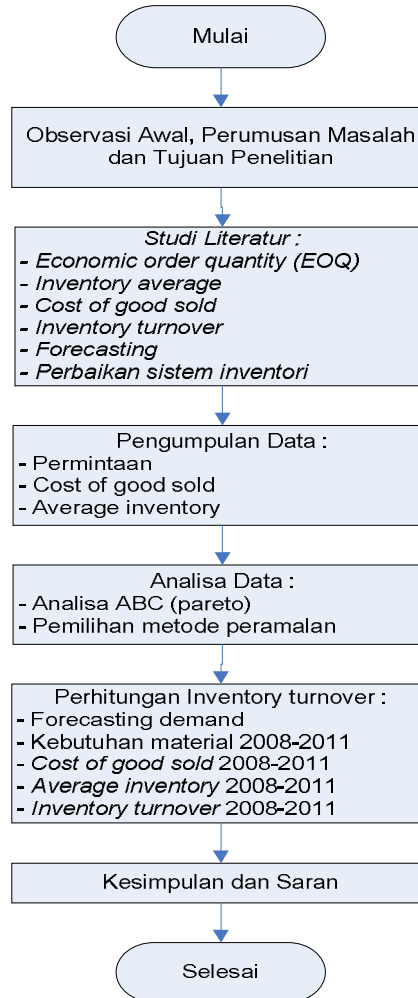 Mulai
Observasi Awal, Perumusan Masalah
dan Tujuan Penelitian
Studi Literatur :
- Economic order quantity (EOQ)
- Inventory average
- Cost of good sold
- Inventory turnover
- Forecasting
- Perbaikan sistem inventori
Pengumpulan Data :
- Permintaan
- Cost of good sold
- Average inventory
Analisa Data :
- Analisa ABC (pareto)
- Pemilihan metode peramalan
Perhitungan Inventory turnover :
- Forecasting demand
- Kebutuhan material 2008-2011
- Cost of good sold 2008-2011
- Average inventory 2008-2011
- Inventory turnover 2008-2011
Kesimpulan dan Saran
Selesai